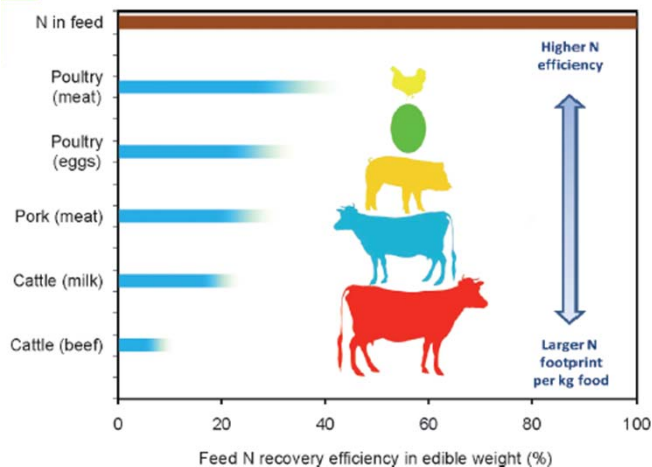 N in feed
Higher N
efficiency
Poultry
(meat)
Poultry
(eggs)
Pork (meat)
Cattle (milk)
Cattle (beef)
Larger N
footprint
per kg food
0 20 40 60 80 100
Feed N recovery efficiency in edible weight (%)